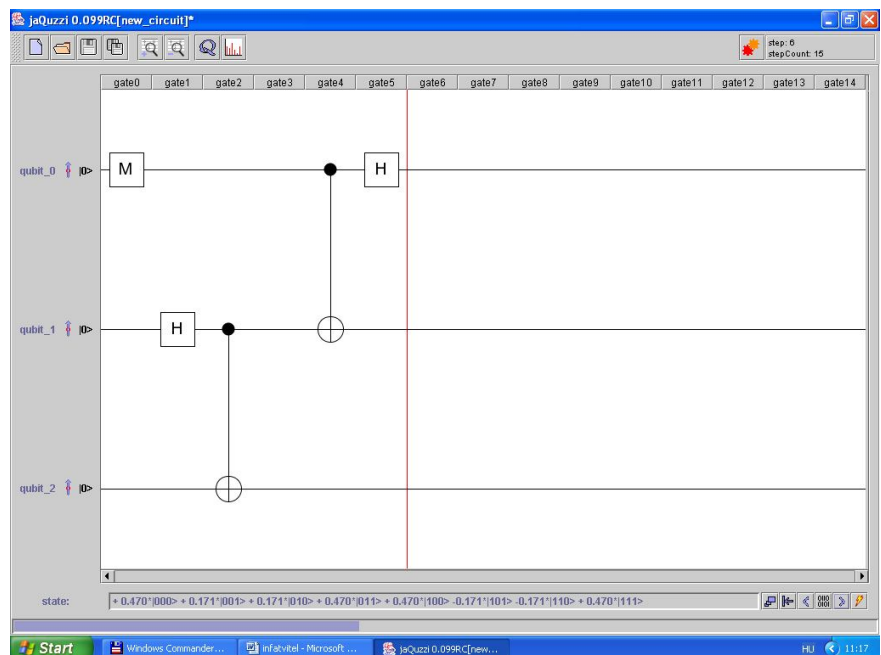 jaQuzzi 0.099RC[new_circuit]*
step: 6
stepCount: 15
gate0 gate1 gate2 gate3 gate4 gate5 gate6 gate7 gate8 gate9 gate10 gate11 gate12 gate13 gate14
qubit_0 |0> M H
qubit_1 |0> H
qubit_2 |0>
state: + 0.470*|000> + 0.171*|001> + 0.171*|010> + 0.470*|011> + 0.470*|100> -0.171*|101> -0.171*|110> + 0.470*|111>
Start Windows Commander... infatvitel - Microsoft ... jaQuzzi 0.099RC[new... HU 11:17